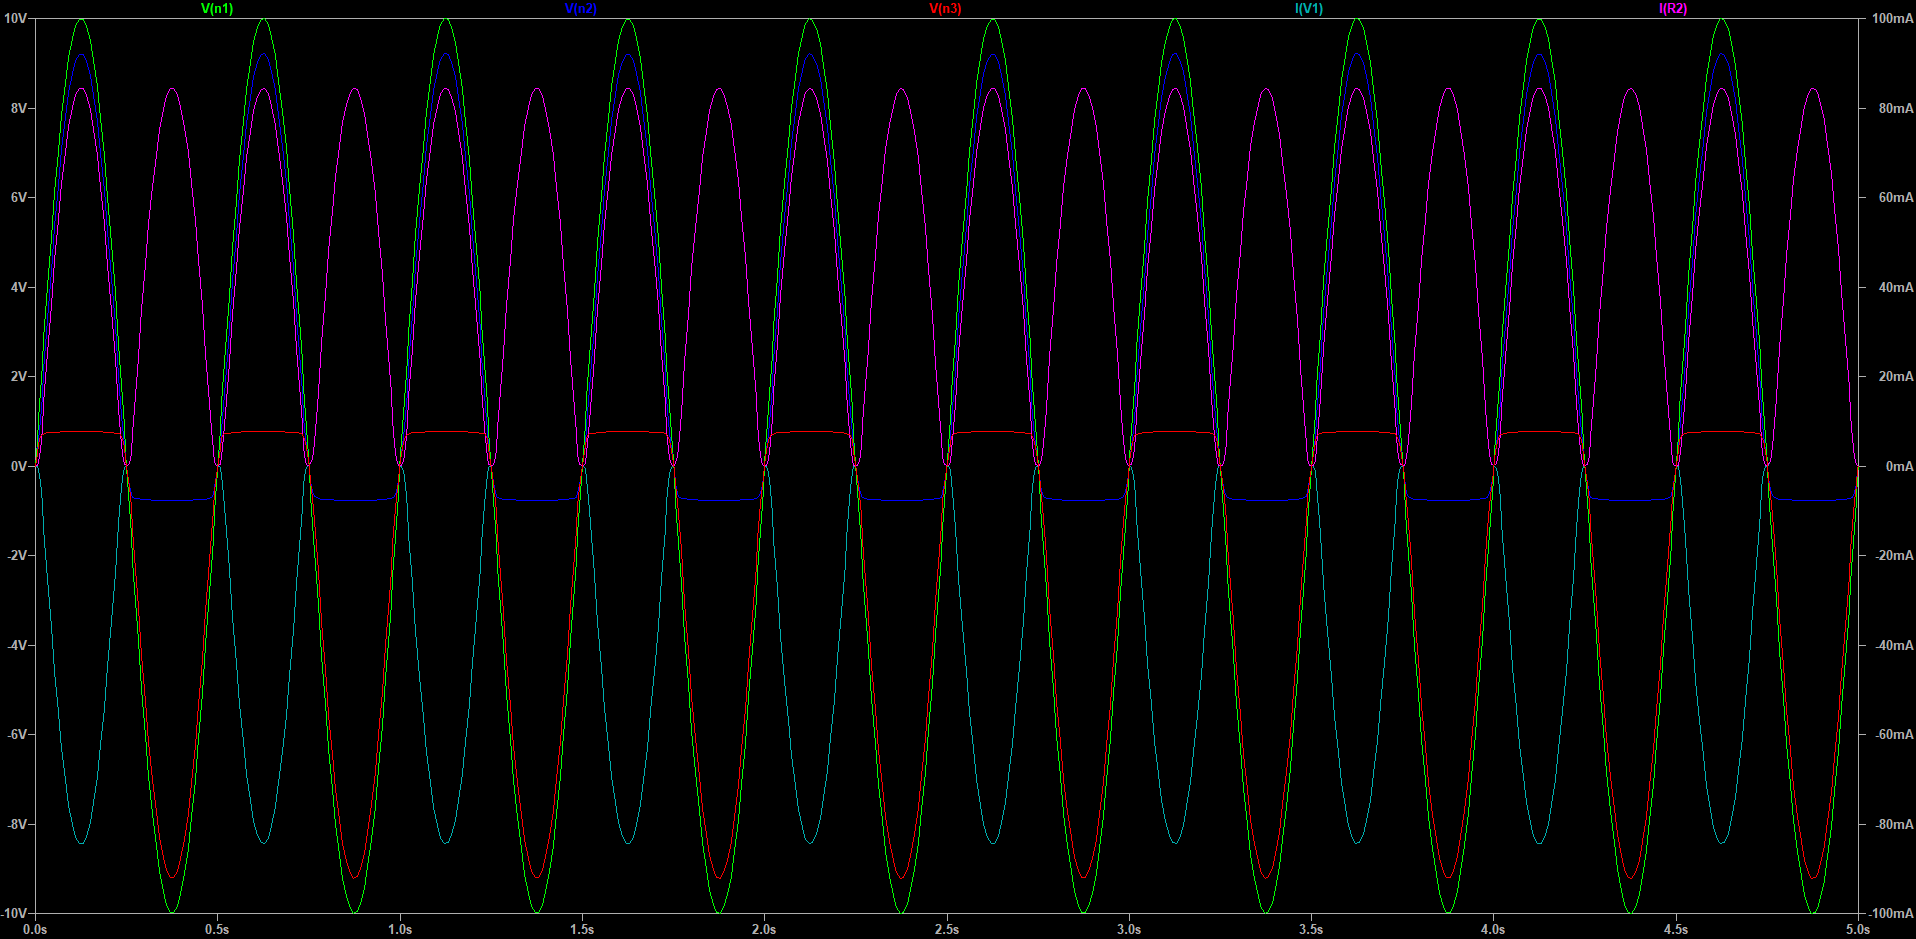 V(n1) V(n2) V(n3) I(V1) I(R2)
10V 100mA
8V 80mA
6V 60mA
4V 40mA
2V 20mA
0V 0mA
-2V -20mA
-4V -40mA
-6V -60mA
-8V -80mA
-10V -100mA
0.0s 0.5s 1.0s 1.5s 2.0s 2.5s 3.0s 3.5s 4.0s 4.5s 5.0s